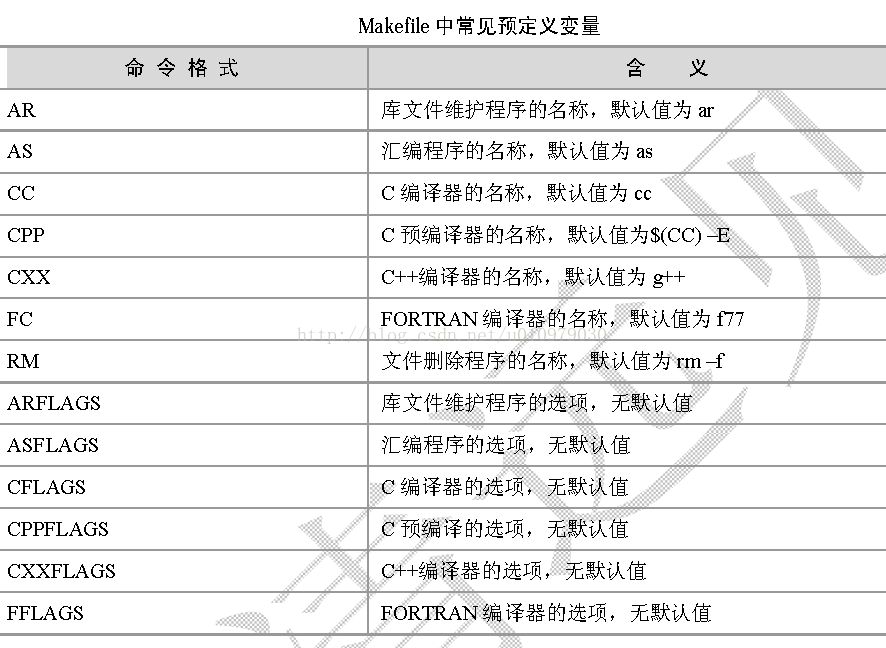 Makefile 中常见预定义变量
命 令 格 式 含 义
AR 库文件维护程序的名称，默认值为 ar
AS 汇编程序的名称，默认值为 as
CC C 编译器的名称，默认值为 cc
CPP C 预编译器的名称，默认值为$(CC) –E
CXX C++编译器的名称，默认值为 g++
FC FORTRAN 编译器的名称，默认值为 f77
http://blog.csdn.net/u010979030
RM 文件删除程序的名称，默认值为 rm –f
ARFLAGS 库文件维护程序的选项，无默认值
ASFLAGS 汇编程序的选项，无默认值
CFLAGS C 编译器的选项，无默认值
CPPFLAGS C 预编译的选项，无默认值
CXXFLAGS C++编译器的选项，无默认值
FFLAGS FORTRAN 编译器的选项，无默认值